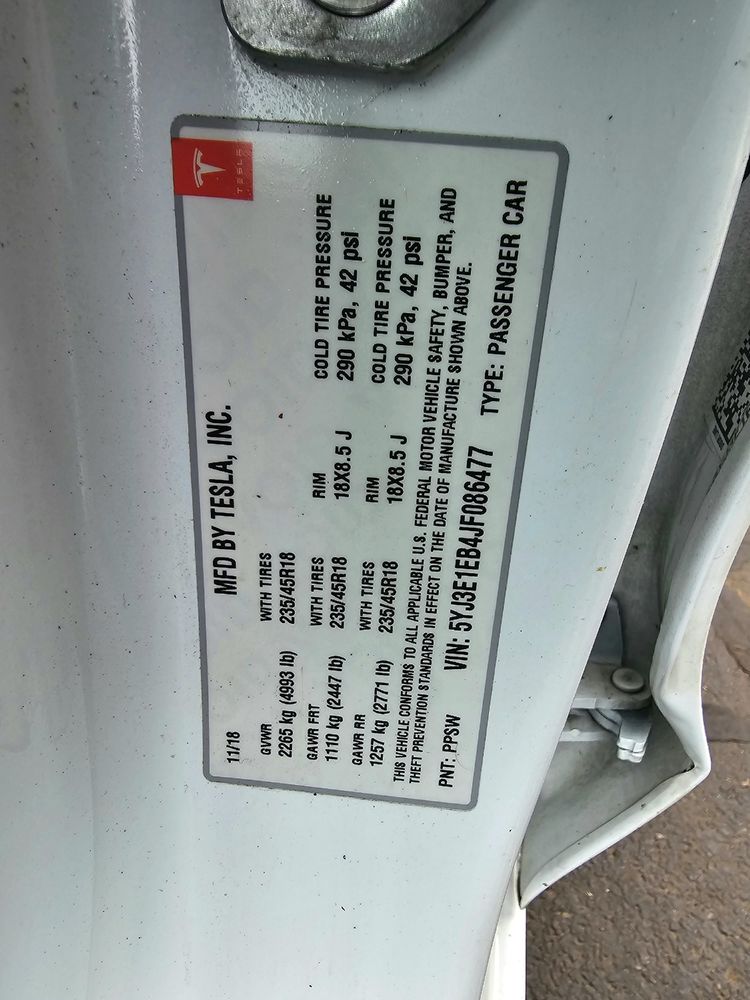 TESLA
MFD BY TESLA, INC.
11/18
GVWR WITH TIRES
2265 kg (4993 lb) 235/45R18
GAWR FRT WITH TIRES RIM COLD TIRE PRESSURE
1110 kg (2447 lb) 235/45R18 18X8.5 J 290 kPa, 42 psi
GAWR RR WITH TIRES RIM COLD TIRE PRESSURE
1257 kg (2771 lb) 235/45R18 18X8.5 J 290 kPa, 42 psi
THIS VEHICLE CONFORMS TO ALL APPLICABLE U.S. FEDERAL MOTOR VEHICLE SAFETY, BUMPER, AND
THEFT PREVENTION STANDARDS IN EFFECT ON THE DATE OF MANUFACTURE SHOWN ABOVE.
PNT: PPSW VIN: 5YJ3E1EB4JF086477 TYPE: PASSENGER CAR